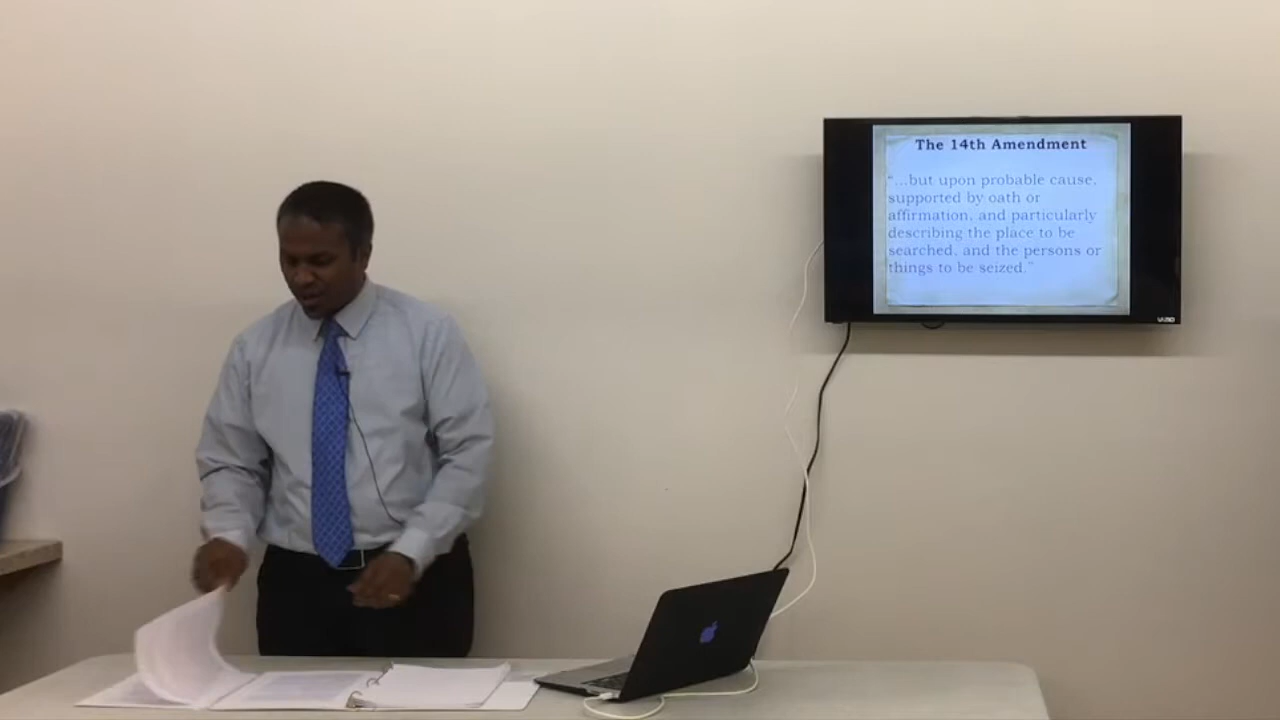 The 14th Amendment
"...but upon probable cause,
supported by oath or
affirmation, and particularly
describing the place to be
searched, and the persons or
things to be seized."
VIZIO